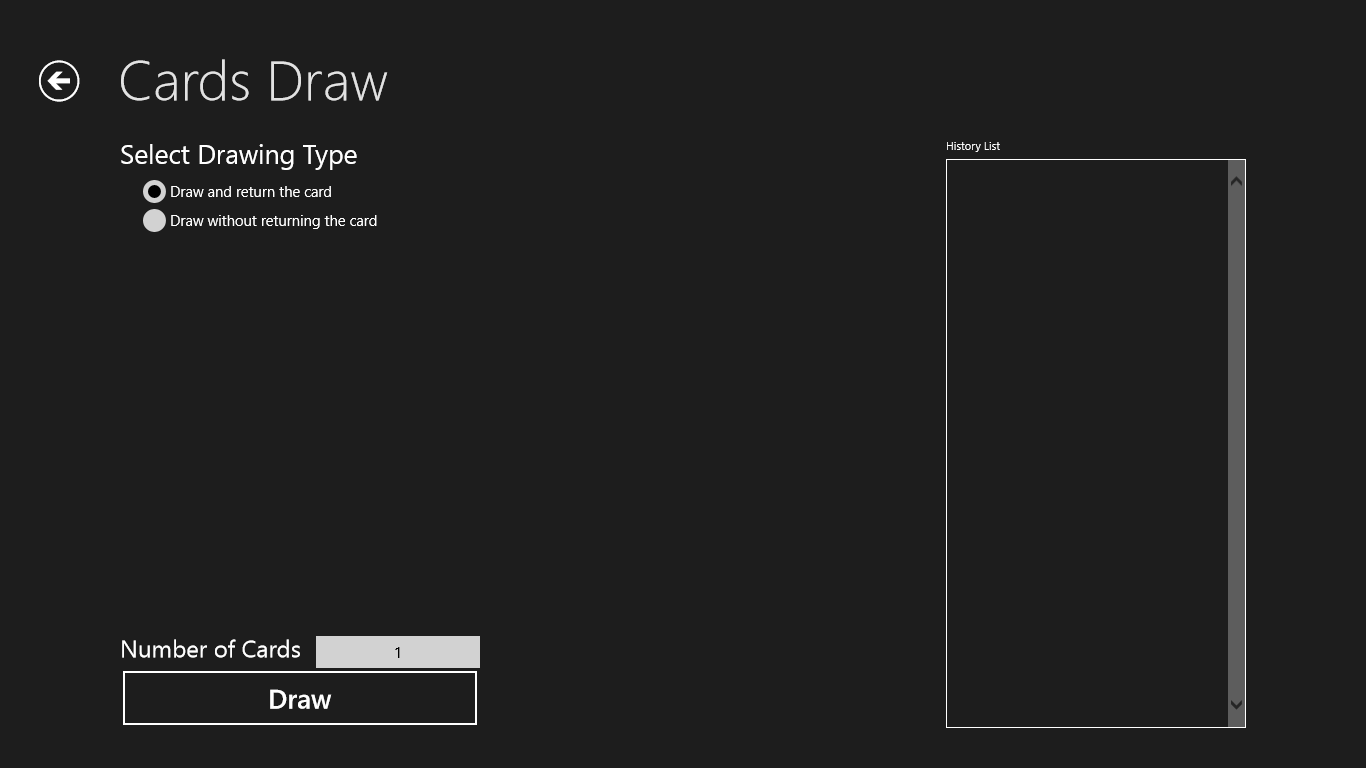 Cards Draw
Select Drawing Type
Draw and return the card
Draw without returning the card
History List
Number of Cards 1
Draw